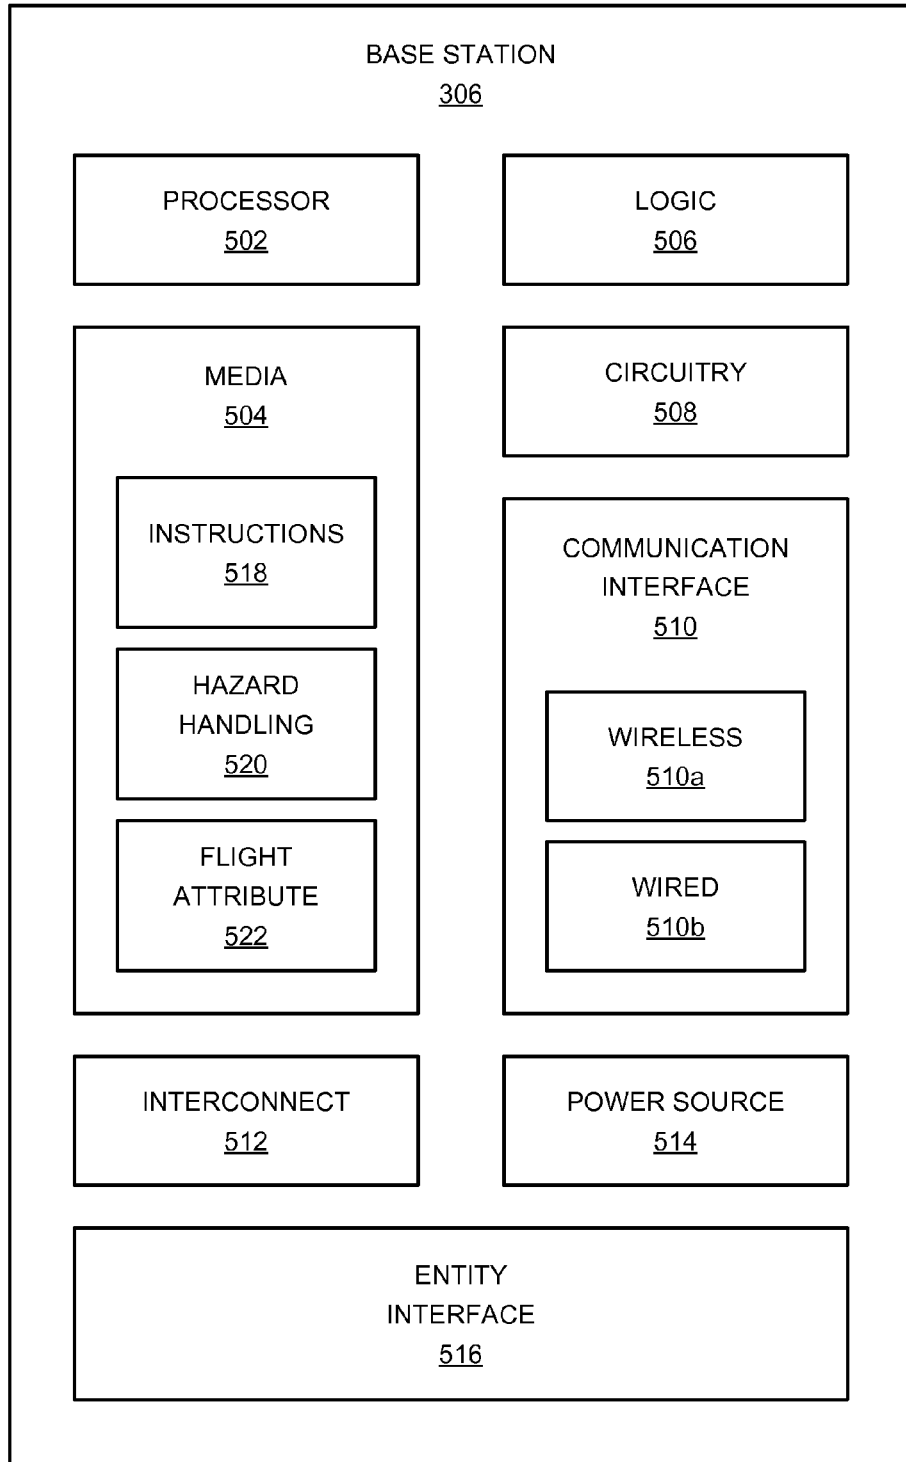 BASE STATION
306
PROCESSOR
502
LOGIC
506
MEDIA
504
INSTRUCTIONS
518
HAZARD
HANDLING
520
FLIGHT
ATTRIBUTE
522
CIRCUITRY
508
COMMUNICATION
INTERFACE
510
WIRELESS
510a
WIRED
510b
INTERCONNECT
512
POWER SOURCE
514
ENTITY
INTERFACE
516